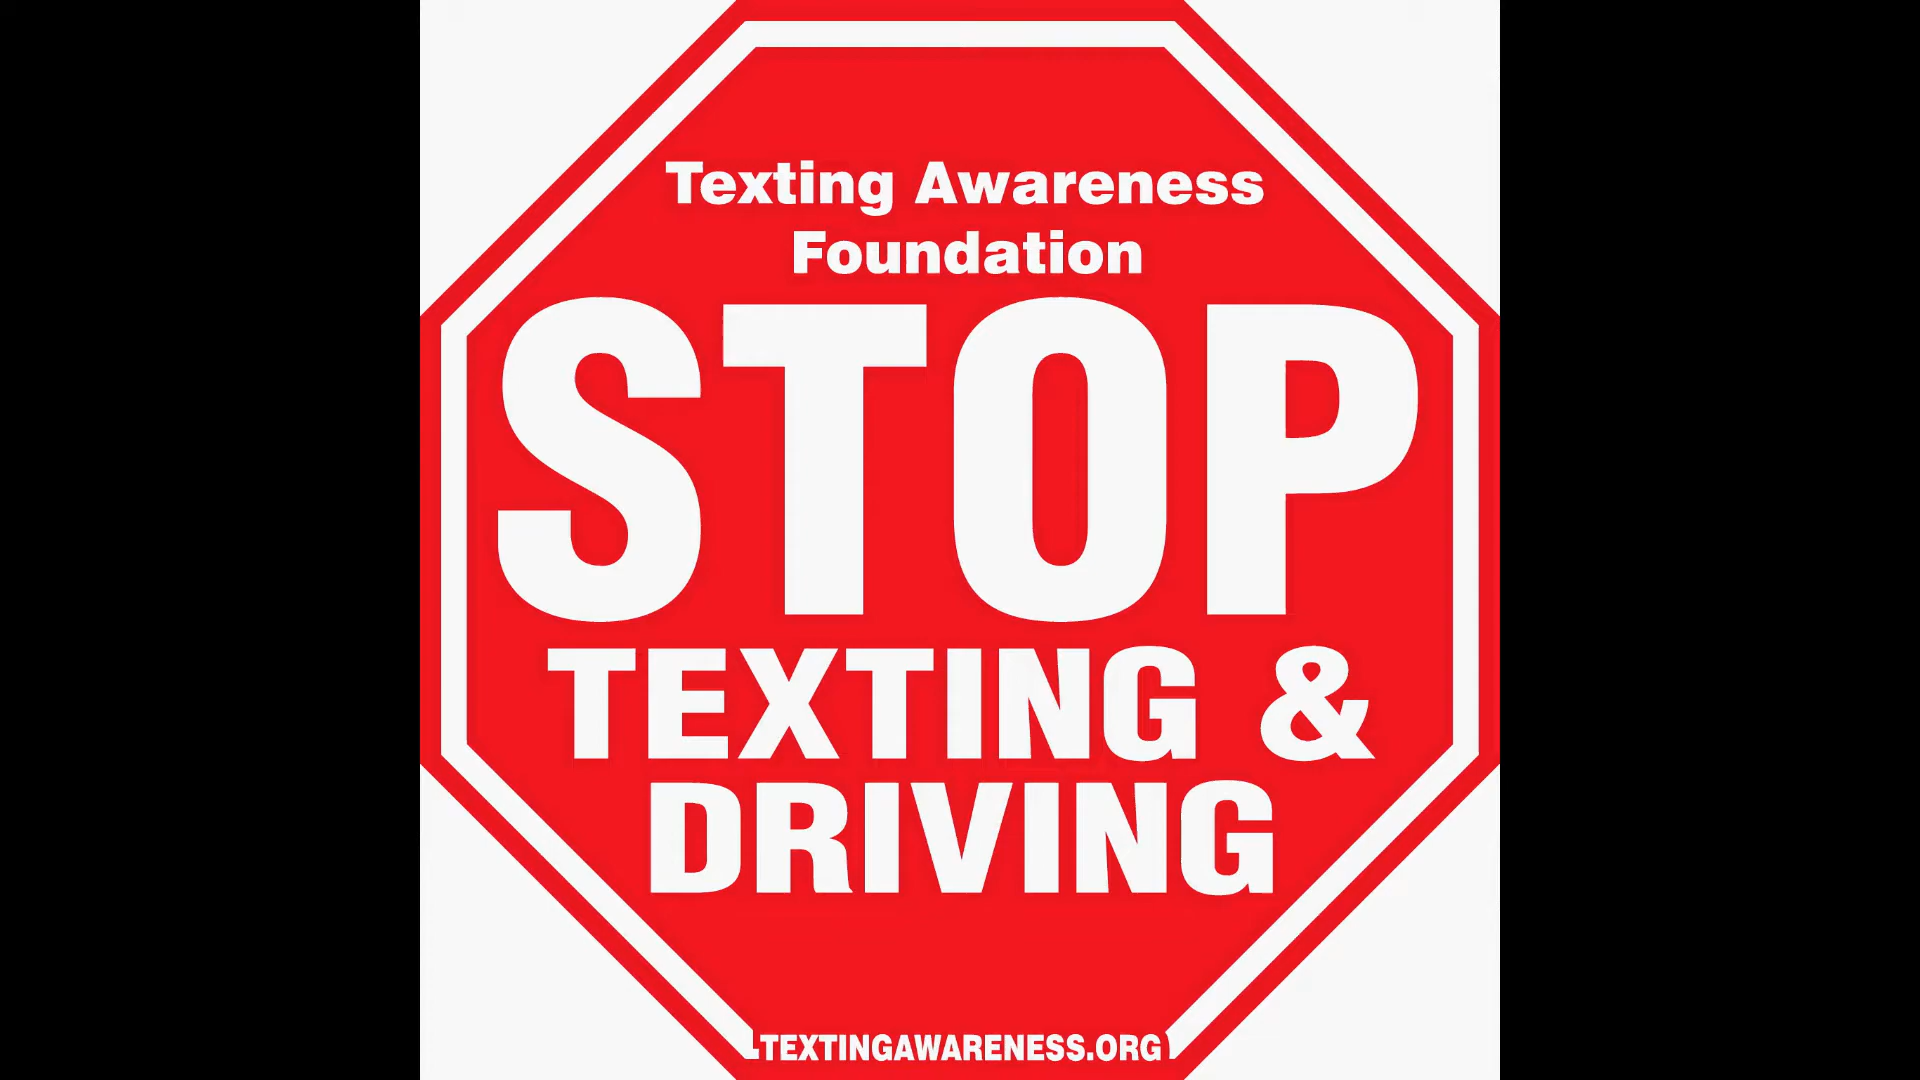 Texting Awareness
Foundation
STOP
TEXTING &
DRIVING
TEXTINGAWARENESS.ORG